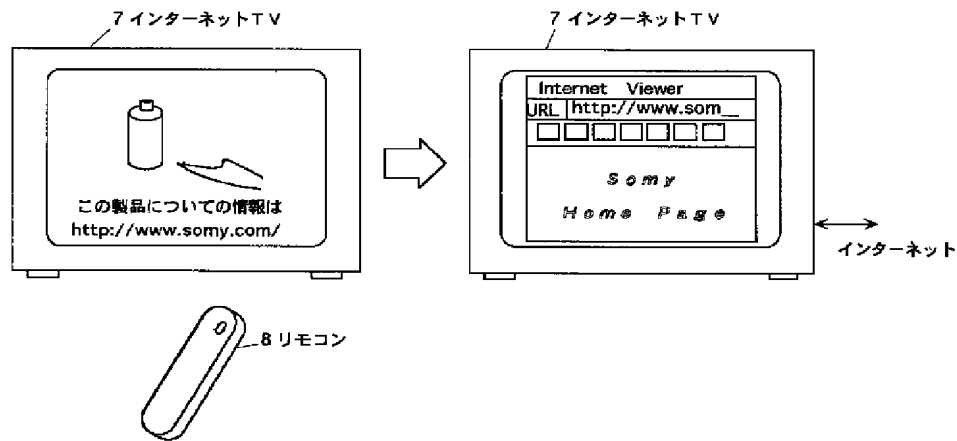 7 インターネットTV
この製品についての情報は
http://www.somy.com/
8 リモコン
7 インターネットTV
Internet Viewer
URL http://www.som__
Somy
Home Page
インターネット